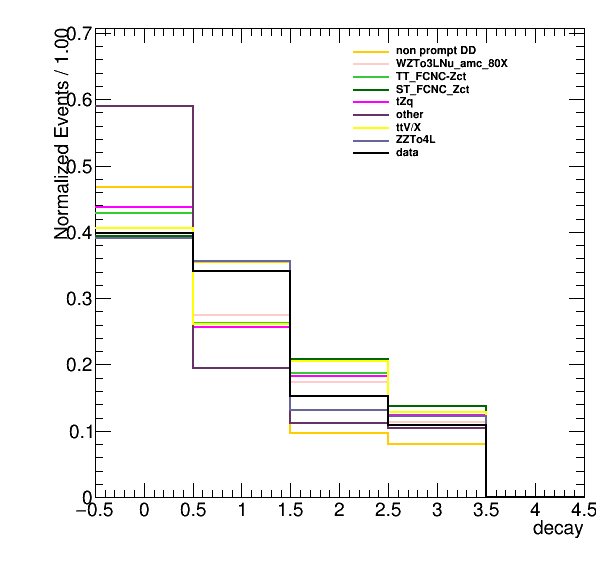 Normalized Events / 1.00
0.7
0.6
0.5
0.4
0.3
0.2
0.1
0
non prompt DD
WZTo3LNu_amc_80X
TT_FCNC-Zct
ST_FCNC_Zct
tZq
other
ttV/X
ZZTo4L
data
−0.5 0 0.5 1 1.5 2 2.5 3 3.5 4 4.5
decay